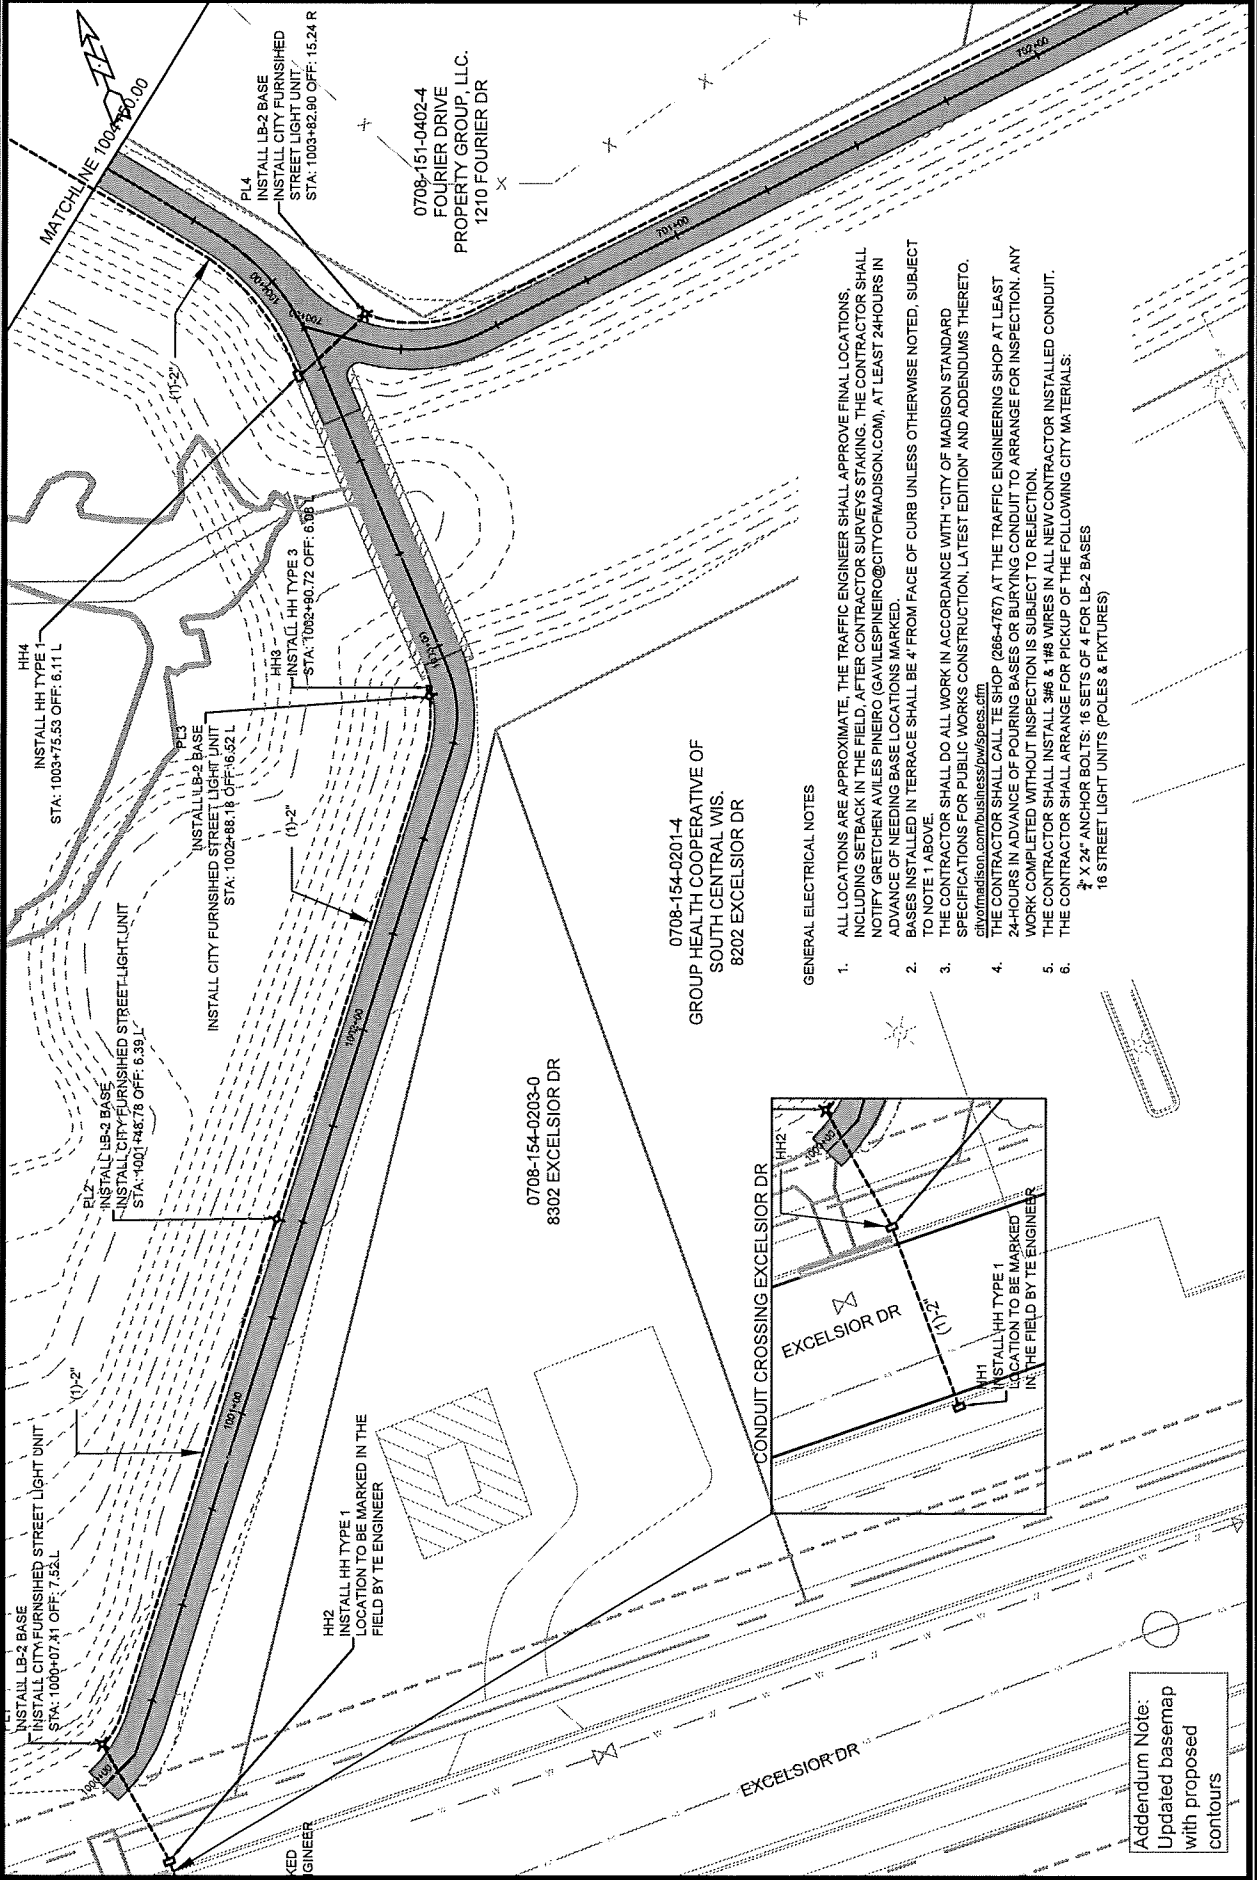 MATCHLINE 1004+50.00
PL4
INSTALL LB-2 BASE
INSTALL CITY FURNSIHED
STREET LIGHT UNIT
STA: 1003+82.90 OFF: 15.24 R
0708-151-0402-4
FOURIER DRIVE
PROPERTY GROUP, LLC.
1210 FOURIER DR
HH4
INSTALL HH TYPE 1
STA: 1003+75.53 OFF: 6.11 L
(1)-2"
1004+00
700+00
701+00
702+00
HH3
INSTALL HH TYPE 3
STA: 1002+90.72 OFF: 6.08 L
PL3
INSTALL LB-2 BASE
INSTALL CITY FURNSIHED STREET LIGHT UNIT
STA: 1002+88.18 OFF: 6.52 L
(1)-2"
1002+00
PL2
INSTALL LB-2 BASE
INSTALL CITY FURNSIHED STREET LIGHT UNIT
STA: 1001+48.78 OFF: 6.39 L
(1)-2"
1001+00
INSTALL LB-2 BASE
INSTALL CITY FURNSIHED STREET LIGHT UNIT
STA: 1000+07.41 OFF: 7.52 L
1000+00
HH2
INSTALL HH TYPE 1
LOCATION TO BE MARKED IN THE
FIELD BY TE ENGINEER
KED
GINEER
0708-154-0203-0
8302 EXCELSIOR DR
0708-154-0201-4
GROUP HEALTH COOPERATIVE OF
SOUTH CENTRAL WIS.
8202 EXCELSIOR DR
GENERAL ELECTRICAL NOTES
1. ALL LOCATIONS ARE APPROXIMATE, THE TRAFFIC ENGINEER SHALL APPROVE FINAL LOCATIONS,
INCLUDING SETBACK IN THE FIELD, AFTER CONTRACTOR SURVEYS STAKING. THE CONTRACTOR SHALL
NOTIFY GRETCHEN AVILES PINEIRO (GAVILESPINEIRO@CITYOFMADISON.COM), AT LEAST 24HOURS IN
ADVANCE OF NEEDING BASE LOCATIONS MARKED.
2. BASES INSTALLED IN TERRACE SHALL BE 4' FROM FACE OF CURB UNLESS OTHERWISE NOTED, SUBJECT
TO NOTE 1 ABOVE.
3. THE CONTRACTOR SHALL DO ALL WORK IN ACCORDANCE WITH "CITY OF MADISON STANDARD
SPECIFICATIONS FOR PUBLIC WORKS CONSTRUCTION, LATEST EDITION" AND ADDENDUMS THERETO.
cityofmadison.com/business/pw/specs.cfm
4. THE CONTRACTOR SHALL CALL TE SHOP (266-4767) AT THE TRAFFIC ENGINEERING SHOP AT LEAST
24-HOURS IN ADVANCE OF POURING BASES OR BURYING CONDUIT TO ARRANGE FOR INSPECTION. ANY
WORK COMPLETED WITHOUT INSPECTION IS SUBJECT TO REJECTION.
5. THE CONTRACTOR SHALL INSTALL 3#6 & 1#8 WIRES IN ALL NEW CONTRACTOR INSTALLED CONDUIT.
6. THE CONTRACTOR SHALL ARRANGE FOR PICKUP OF THE FOLLOWING CITY MATERIALS:
X 24" ANCHOR BOLTS: 16 SETS OF 4 FOR LB-2 BASES
16 STREET LIGHT UNITS (POLES & FIXTURES)
CONDUIT CROSSING EXCELSIOR DR
HH2
1000+00
EXCELSIOR DR
(1)-2"
HH1
INSTALL HH TYPE 1
LOCATION TO BE MARKED
IN THE FIELD BY TE ENGINEER
EXCELSIOR DR
Addendum Note:
Updated basemap
with proposed
contours